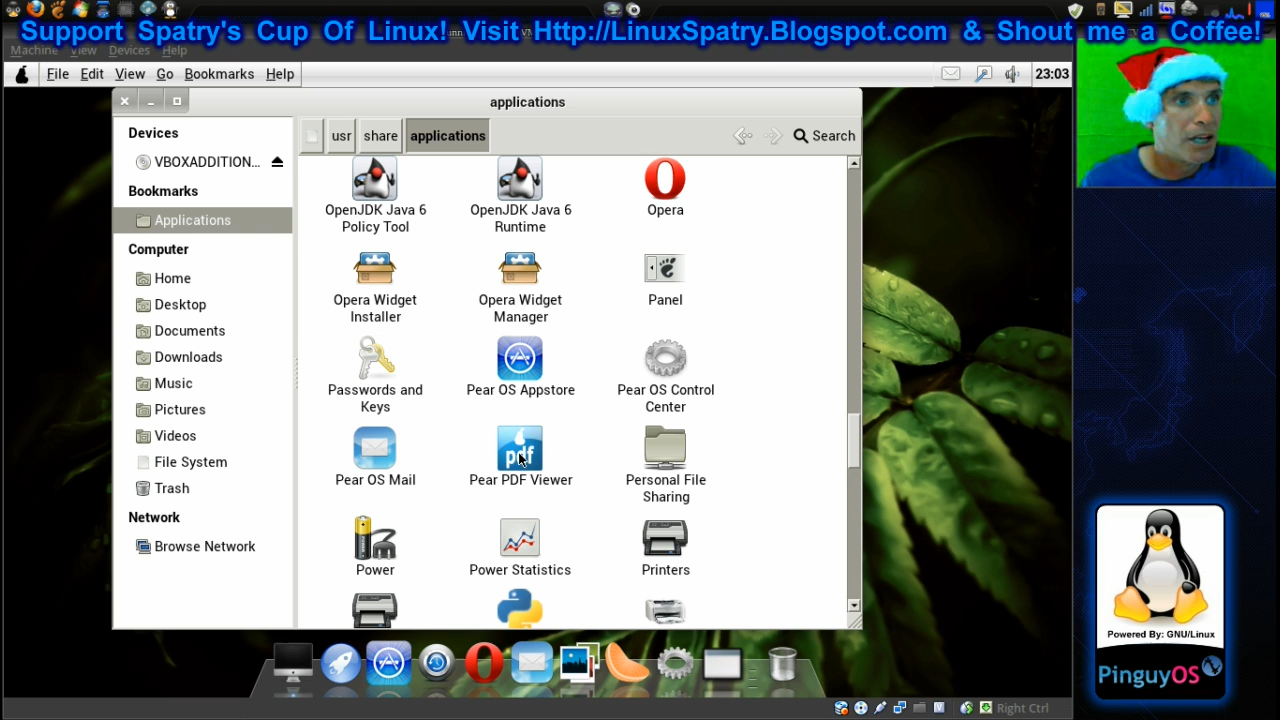 Support Spatry's Cup Of Linux! Visit Http://LinuxSpatry.Blogspot.com & Shout me a Coffee!
Machine View Devices Help
File Edit View Go Bookmarks Help
23:03
applications
usr share applications
Search
Devices
VBOXADDITION...
Bookmarks
Applications
Computer
Home
Desktop
Documents
Downloads
Music
Pictures
Videos
File System
Trash
Network
Browse Network
OpenJDK Java 6
Policy Tool
OpenJDK Java 6
Runtime
Opera
Opera Widget
Installer
Opera Widget
Manager
Panel
Passwords and
Keys
Pear OS Appstore
Pear OS Control
Center
Pear OS Mail
pdf
Pear PDF Viewer
Personal File
Sharing
Power
Power Statistics
Printers
Powered By: GNU/Linux
PinguyOS
Right Ctrl